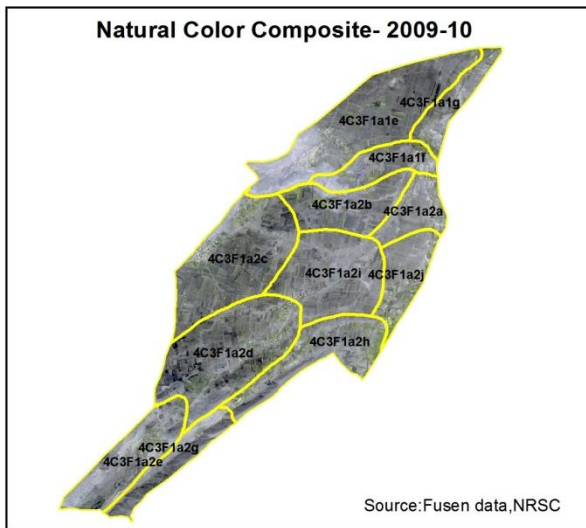 Natural Color Composite- 2009-10
4C3F1a1g
4C3F1a1e
4C3F1a1f
4C3F1a2b
4C3F1a2a
4C3F1a2c
4C3F1a2i
4C3F1a2j
4C3F1a2h
4C3F1a2d
4C3F1a2g
4C3F1a2e
Source:Fusen data,NRSC